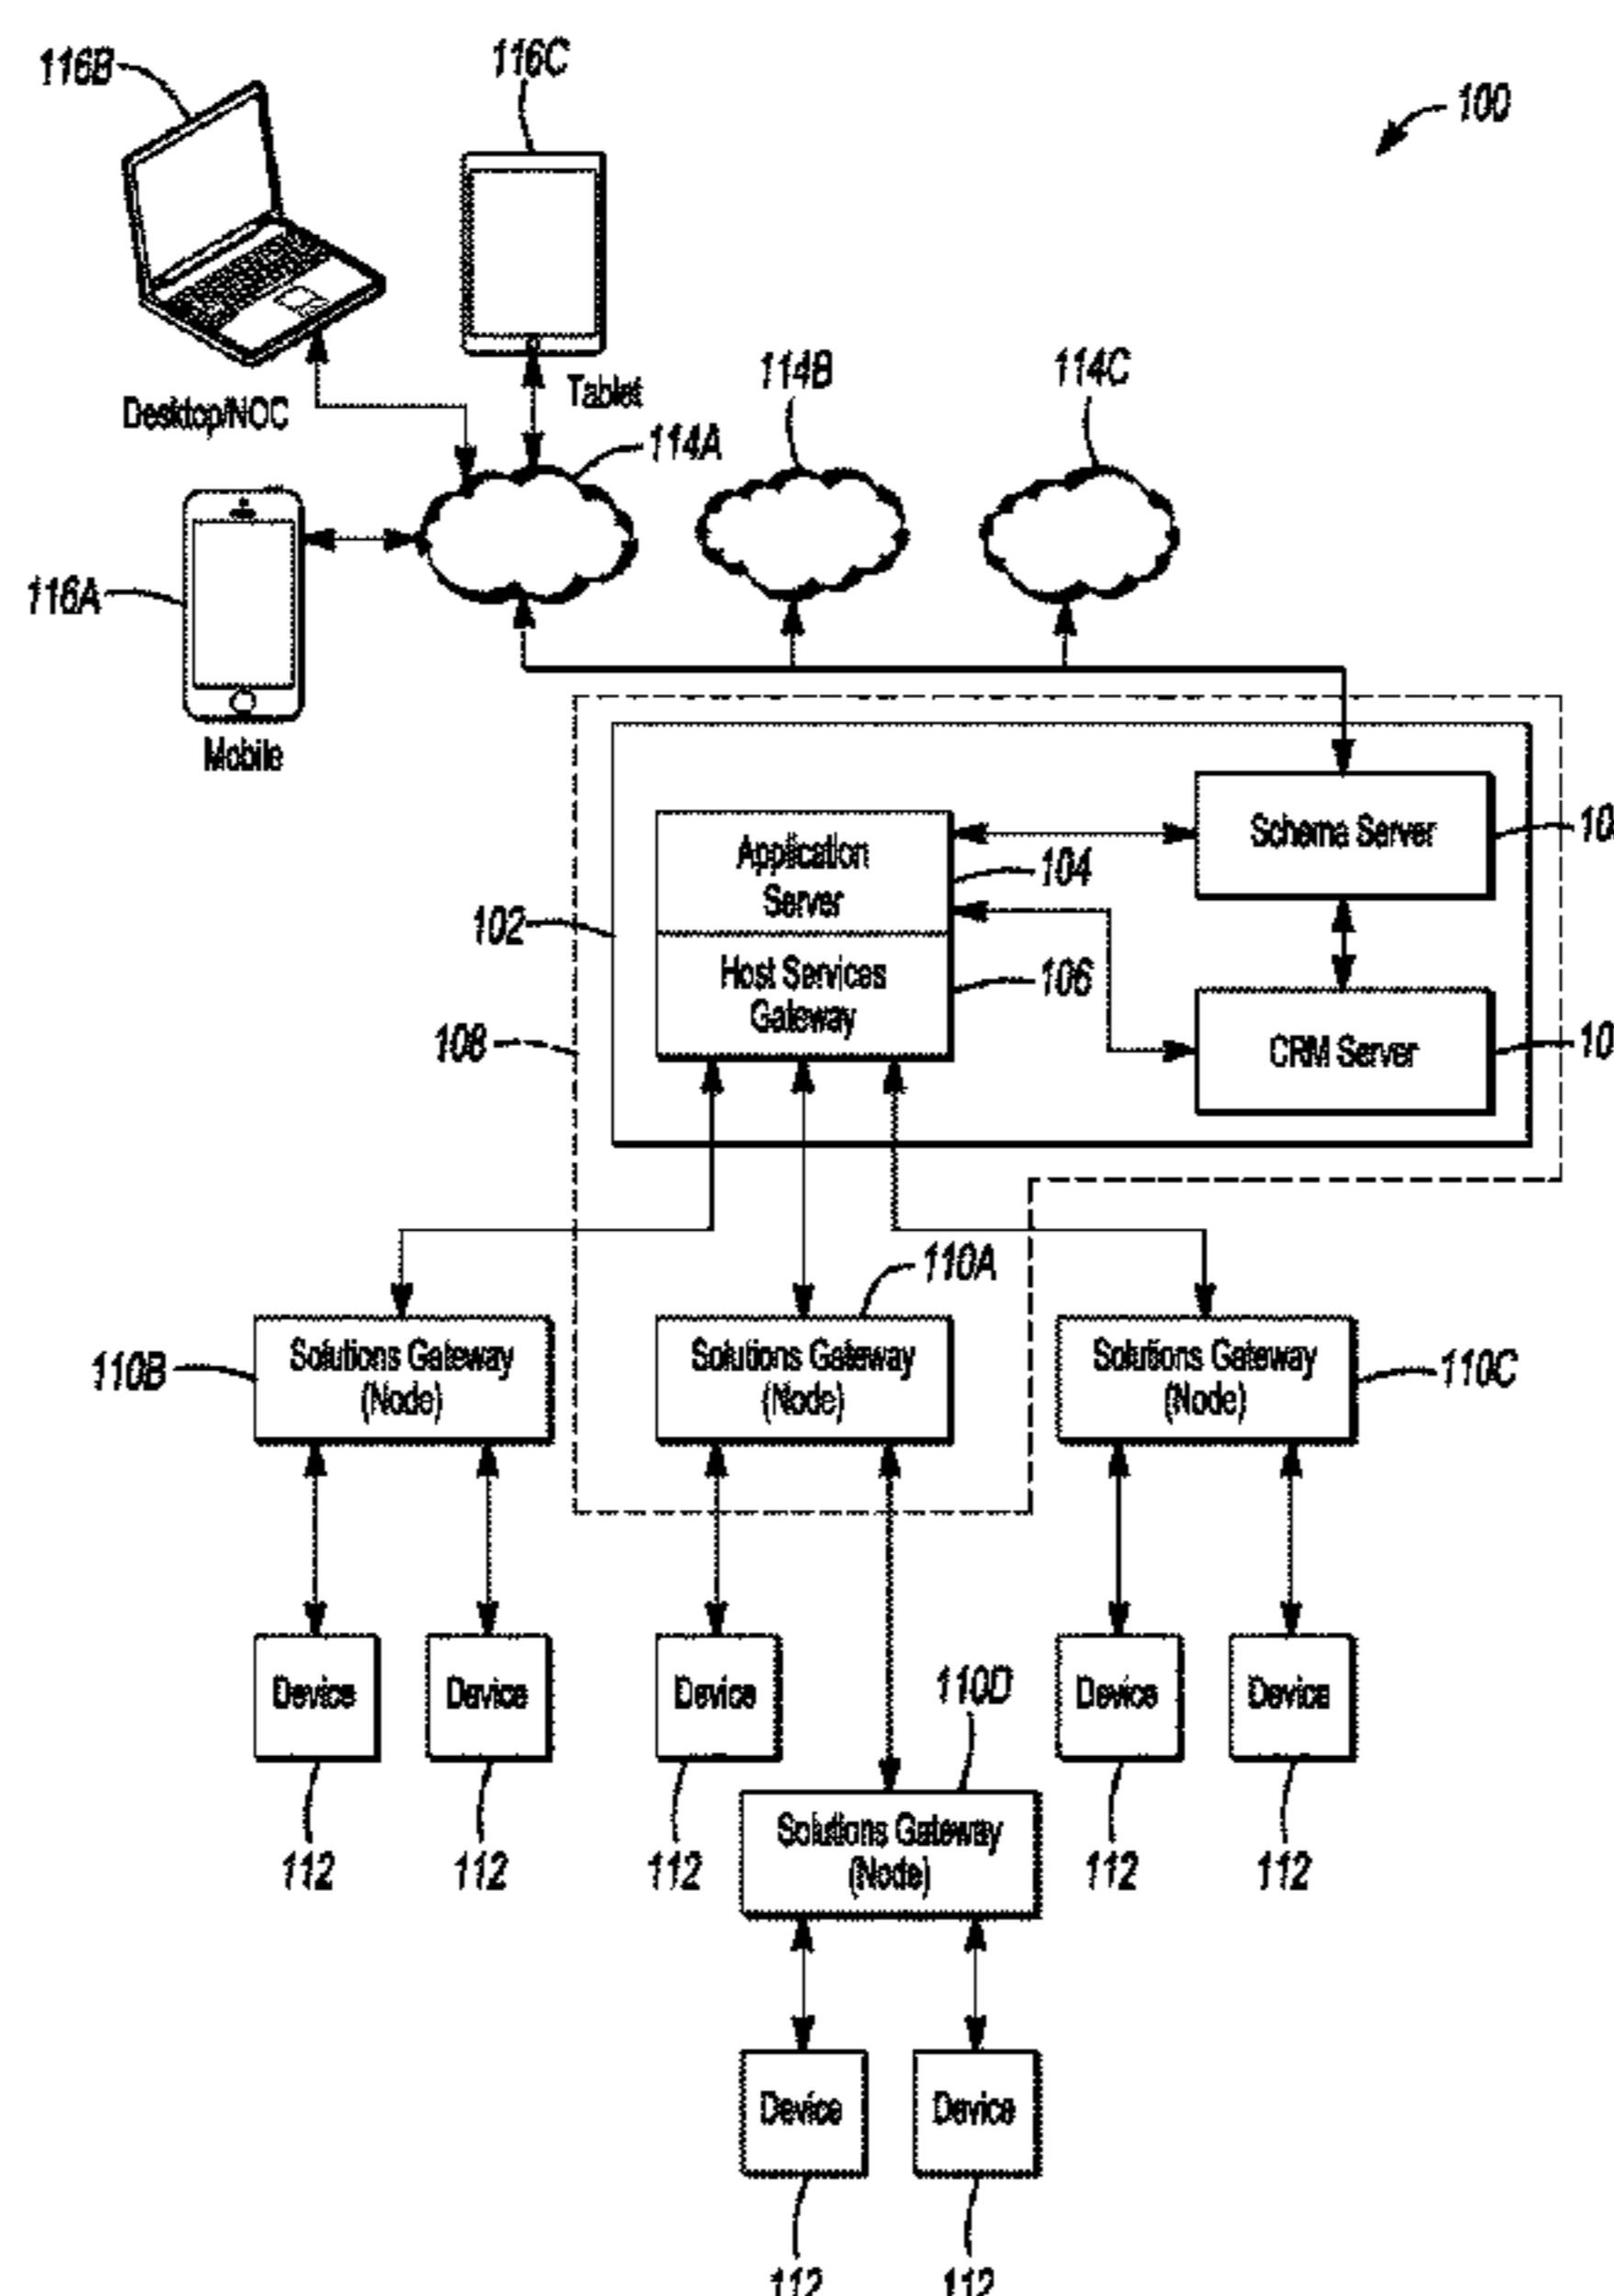 116B
116C
100
114B
114C
Tablet
Desktop/NOC
114A
116A
Mobile
Application
Server
104
Schema Server
102
Host Services
Gateway
106
108
CRM Server
110A
110B
Solutions Gateway
(Node)
Solutions Gateway
(Node)
Solutions Gateway
(Node)
110C
Device
Device
Device
110D
Device
Device
112
112
112
Solutions Gateway
(Node)
112
112
Device
Device
112
112